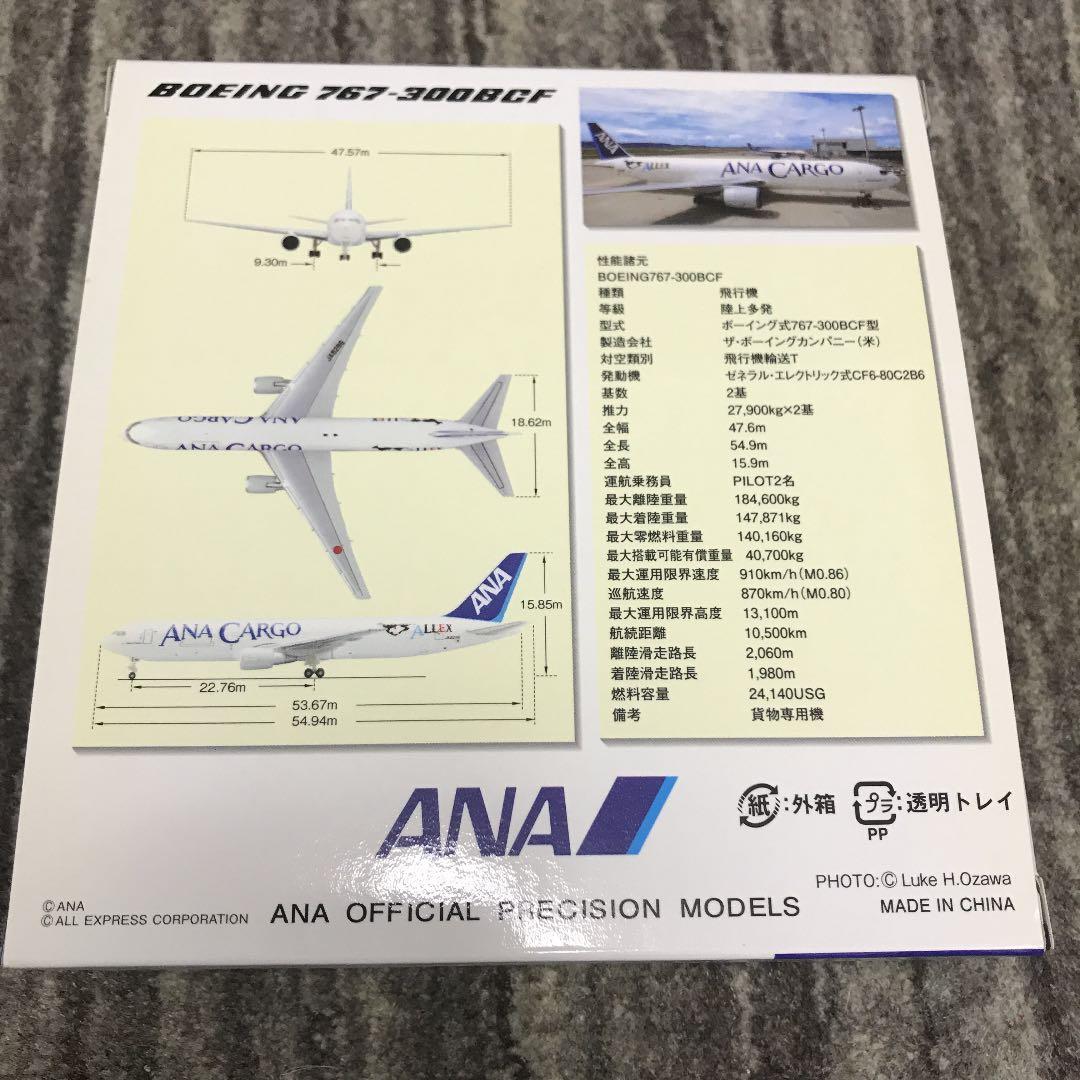 BOEING 767-300BCF
47.57m
9.30m
18.62m
ANA CARGO
ANA CARGO
ANA
ANA CARGO
ALLEX
15.85m
22.76m
53.67m
54.94m
ANA
ALLEX
ANA CARGO
性能諸元
BOEING767-300BCF
種類 飛行機
等級 陸上多発
型式 ボーイング式767-300BCF型
製造会社 ザ・ボーイングカンパニー(米)
対空類別 飛行機輸送T
発動機 ゼネラル・エレクトリック式CF6-80C2B6
基数 2基
推力 27,900kg×2基
全幅 47.6m
全長 54.9m
全高 15.9m
運航乗務員 PILOT2名
最大離陸重量 184,600kg
最大着陸重量 147,871kg
最大零燃料重量 140,160kg
最大搭載可能有償重量 40,700kg
最大運用限界速度 910km/h(M0.86)
巡航速度 870km/h(M0.80)
最大運用限界高度 13,100m
航続距離 10,500km
離陸滑走路長 2,060m
着陸滑走路長 1,980m
燃料容量 24,140USG
備考 貨物専用機
ANA
紙:外箱 プラ:透明トレイ
PP
PHOTO:© Luke H.Ozawa
MADE IN CHINA
© ANA
© ALL EXPRESS CORPORATION
ANA OFFICIAL PRECISION MODELS